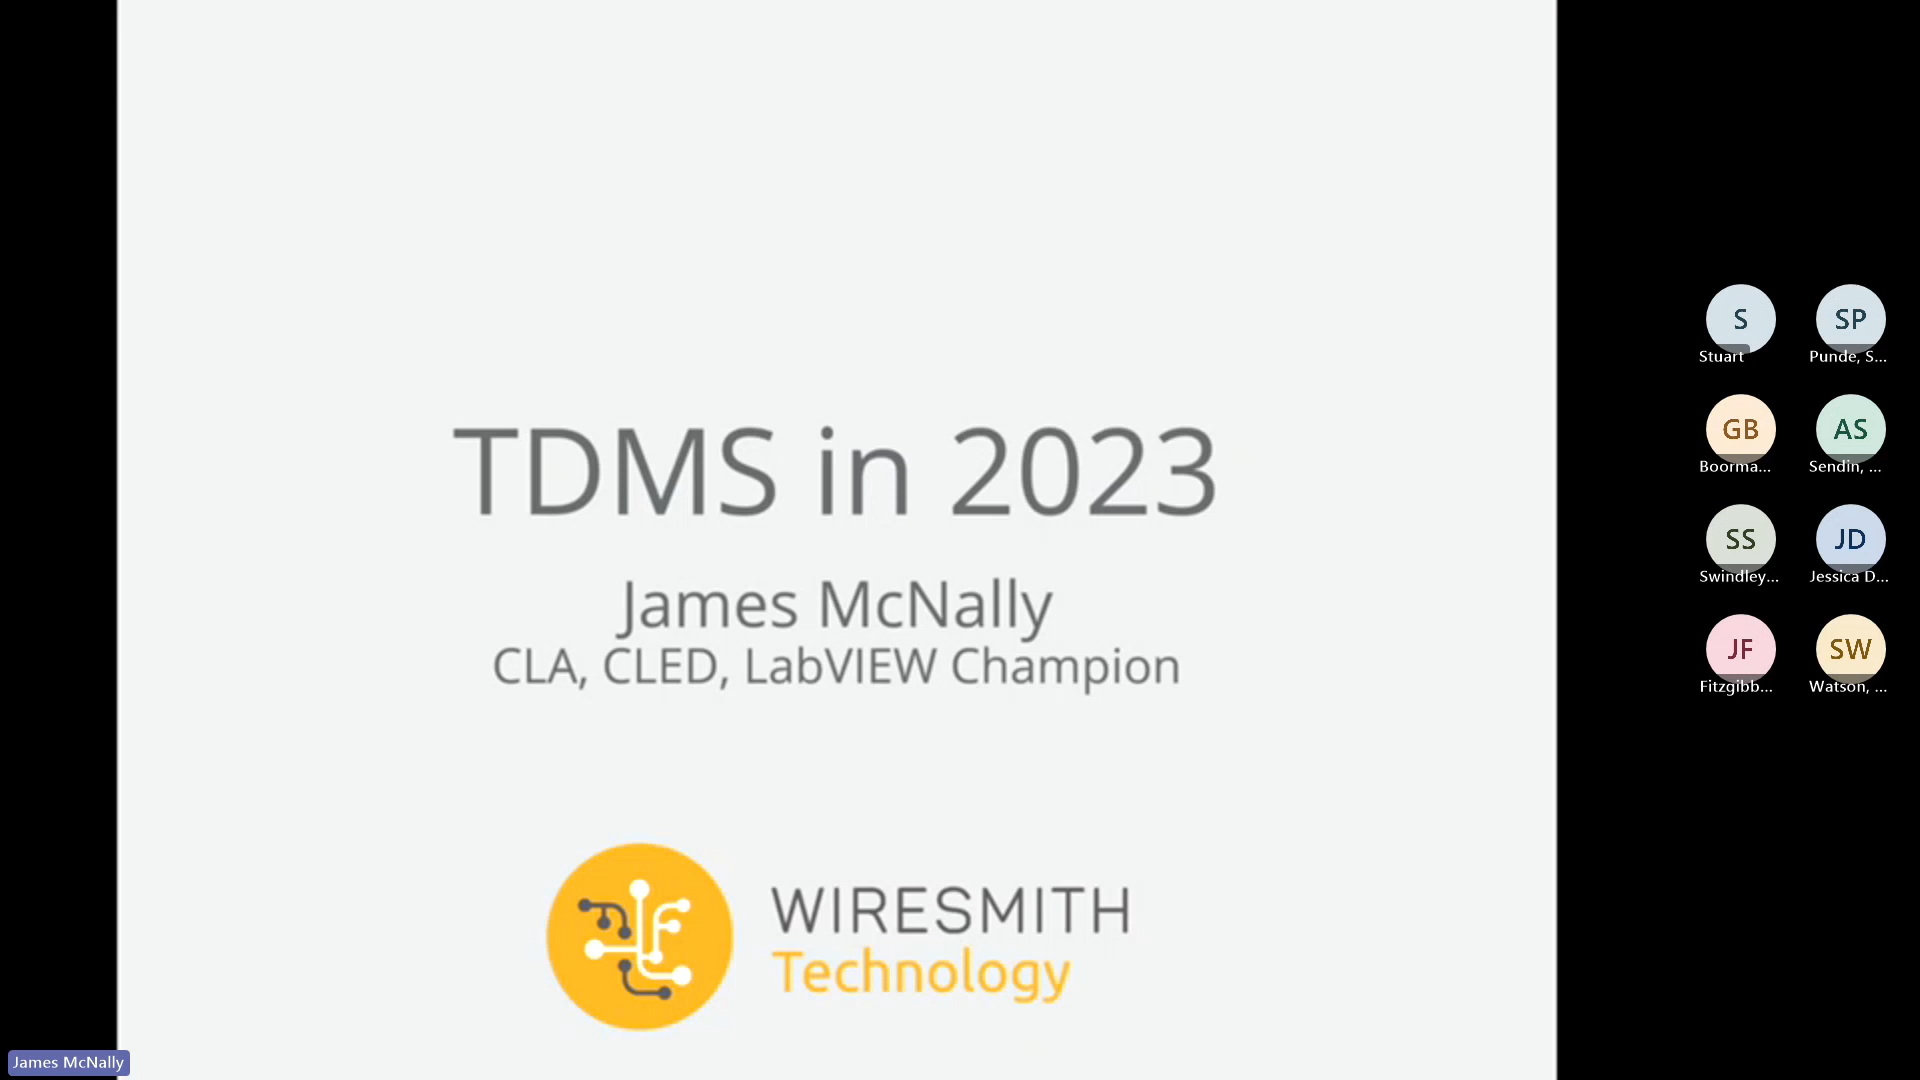 TDMS in 2023
James McNally
CLA, CLED, LabVIEW Champion
WIRESMITH
Technology
S
Stuart
SP
Punde, S...
GB
Boorma...
AS
Sendin, ...
SS
Swindley...
JD
Jessica D...
JF
Fitzgibb...
SW
Watson, ...
James McNally